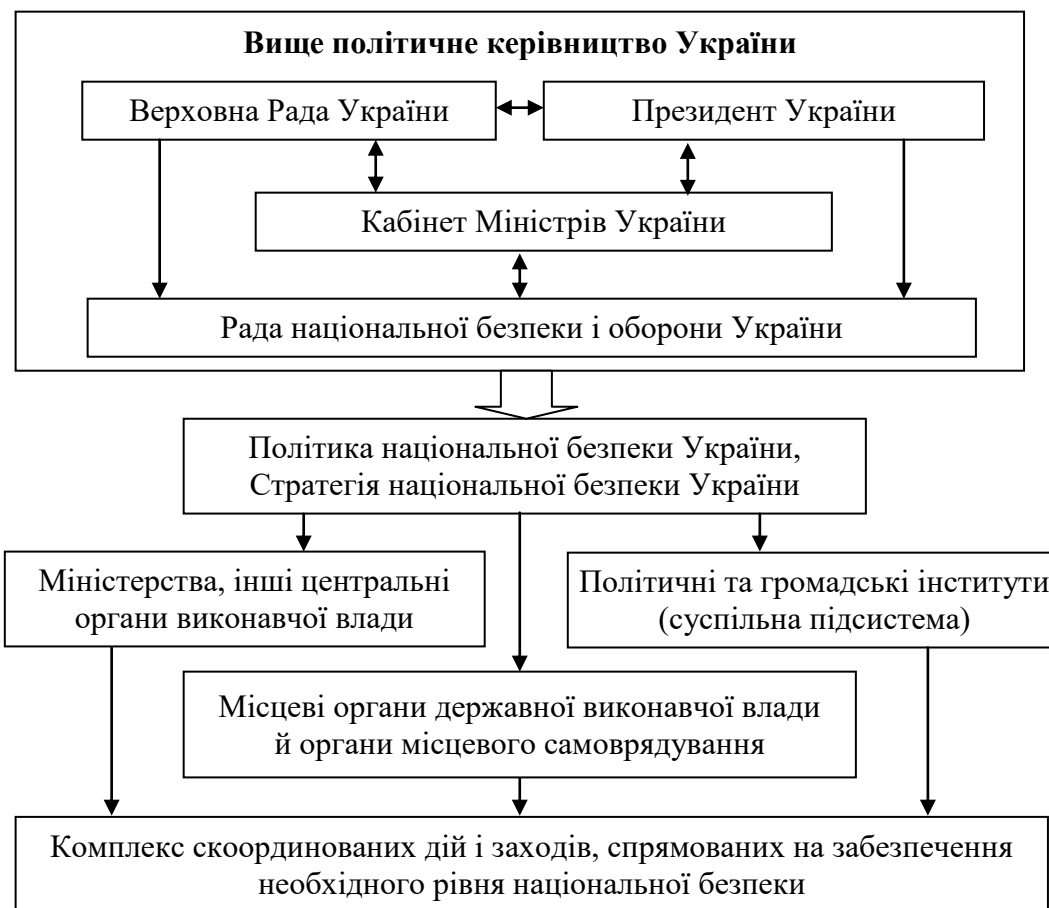 Вище політичне керівництво України
Верховна Рада України
Президент України
Кабінет Міністрів України
Рада національної безпеки і оборони України
Політика національної безпеки України,
Стратегія національної безпеки України
Міністерства, інші центральні
органи виконавчої влади
Політичні та громадські інститути
(суспільна підсистема)
Місцеві органи державної виконавчої влади
й органи місцевого самоврядування
Комплекс скоординованих дій і заходів, спрямованих на забезпечення
необхідного рівня національної безпеки